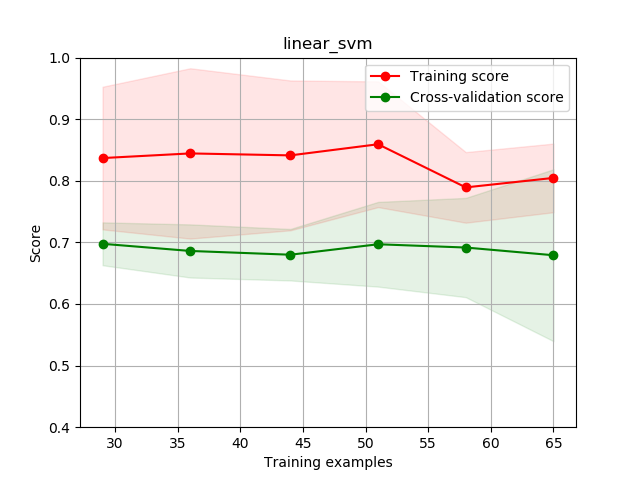 linear_svm
Training score
Cross-validation score
1.0
0.9
0.8
0.7
0.6
0.5
0.4
Score
30 35 40 45 50 55 60 65
Training examples